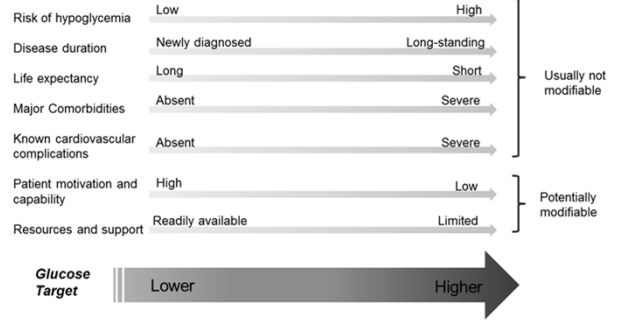 Risk of hypoglycemia Low High
Disease duration Newly diagnosed Long-standing
Life expectancy Long Short
Usually not
modifiable
Major Comorbidities Absent Severe
Known cardiovascular
complications
Absent Severe
Patient motivation and
capability
High Low
Potentially
modifiable
Resources and support Readily available Limited
Glucose
Target
Lower Higher